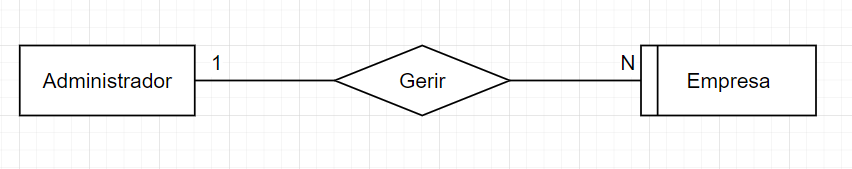 Administrador
1
Gerir
N
Empresa